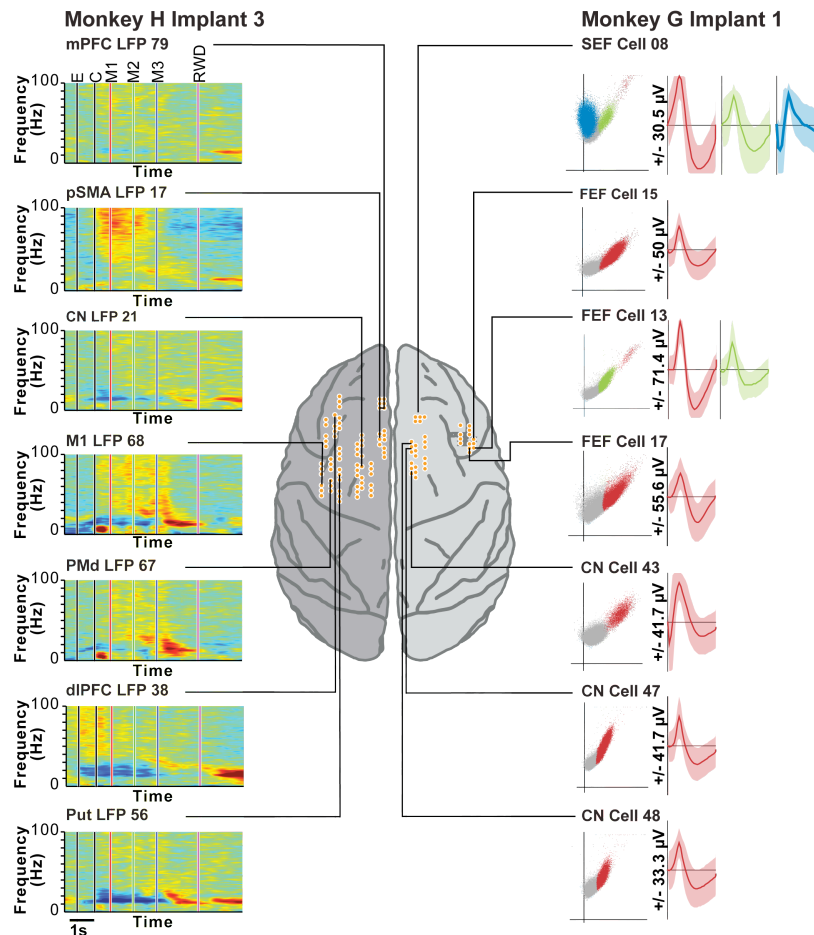 Monkey H Implant 3
mPFC LFP 79
E C M1 M2 M3 RWD
Frequency (Hz)
100
0
Time
pSMA LFP 17
Frequency (Hz)
100
0
Time
CN LFP 21
Frequency (Hz)
100
0
Time
M1 LFP 68
Frequency (Hz)
100
0
Time
PMd LFP 67
Frequency (Hz)
100
0
Time
dlPFC LFP 38
Frequency (Hz)
100
0
Time
Put LFP 56
Frequency (Hz)
100
0
Time
1s
Monkey G Implant 1
SEF Cell 08
+/- 30.5 µV
FEF Cell 15
+/- 50 µV
FEF Cell 13
+/- 71.4 µV
FEF Cell 17
+/- 55.6 µV
CN Cell 43
+/- 41.7 µV
CN Cell 47
+/- 41.7 µV
CN Cell 48
+/- 33.3 µV